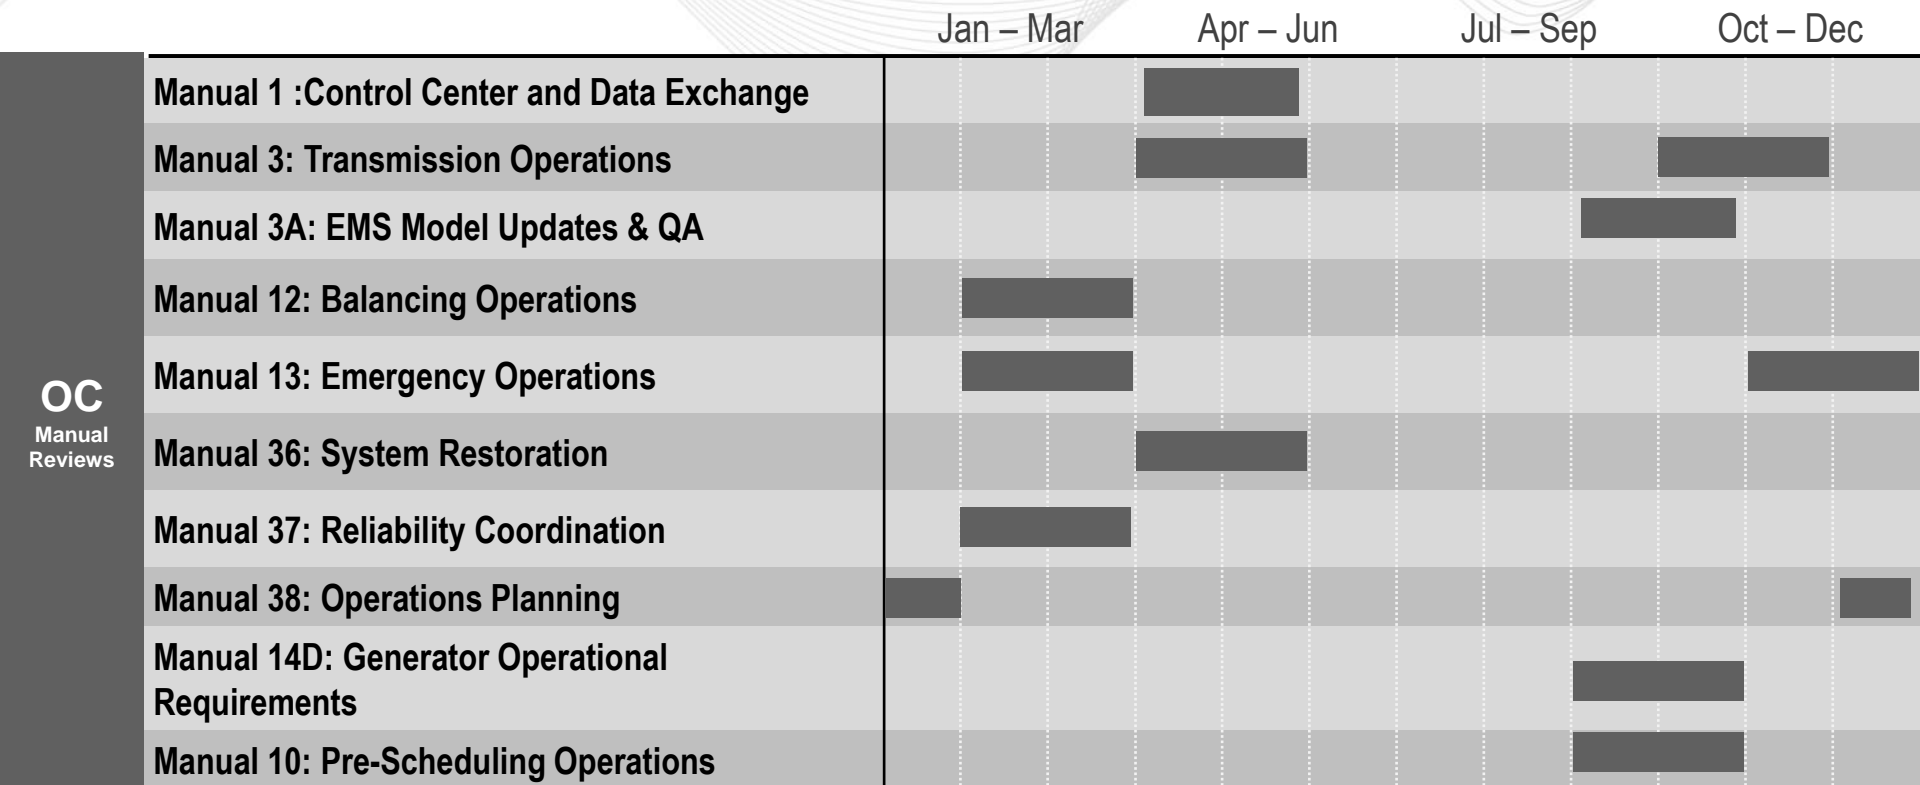 Jan – Mar Apr – Jun Jul – Sep Oct – Dec
Manual 1 :Control Center and Data Exchange
Manual 3: Transmission Operations
Manual 3A: EMS Model Updates & QA
Manual 12: Balancing Operations
Manual 13: Emergency Operations
OC
Manual
Reviews
Manual 36: System Restoration
Manual 37: Reliability Coordination
Manual 38: Operations Planning
Manual 14D: Generator Operational
Requirements
Manual 10: Pre-Scheduling Operations